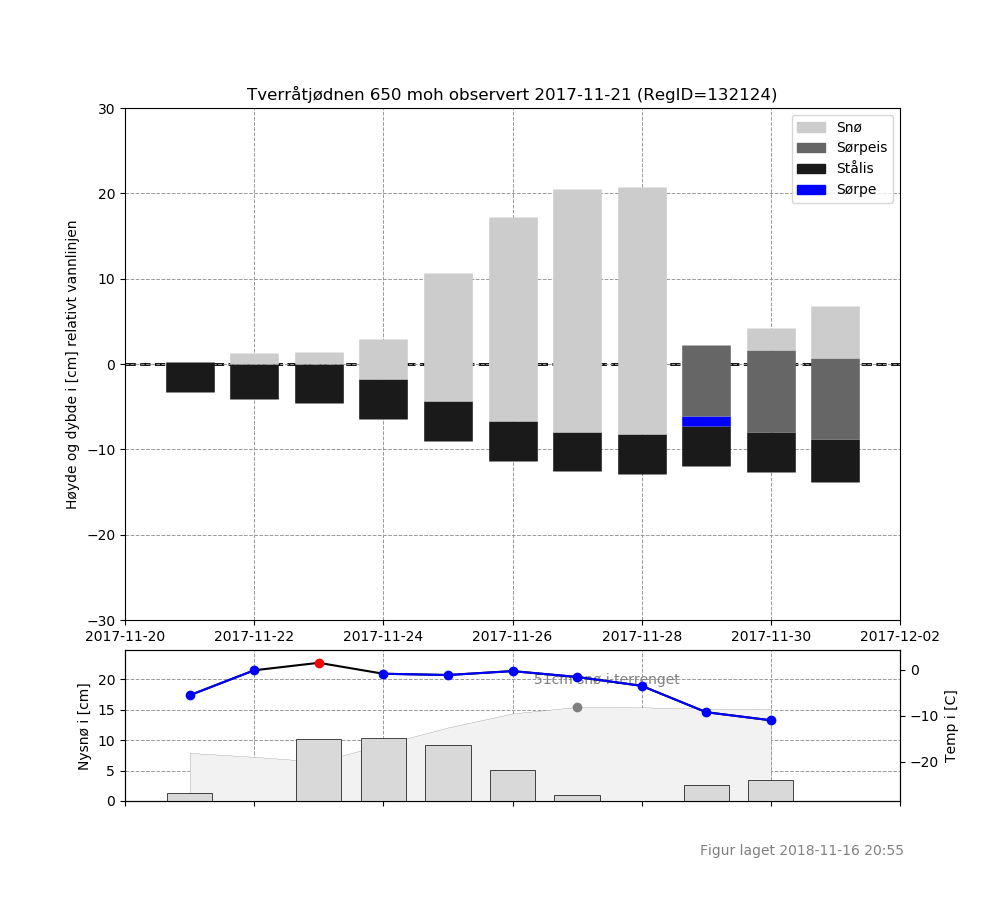 Tverråtjødnen 650 moh observert 2017-11-21 (RegID=132124)
Høyde og dybde i [cm] relativt vannlinjen
30
20
10
0
−10
−20
−30
Snø
Sørpeis
Stålis
Sørpe
2017-11-20 2017-11-22 2017-11-24 2017-11-26 2017-11-28 2017-11-30 2017-12-02
Nysnø i [cm]
20
15
10
5
0
51cm snø i terrenget
0
−10
−20
Temp i [C]
Figur laget 2018-11-16 20:55